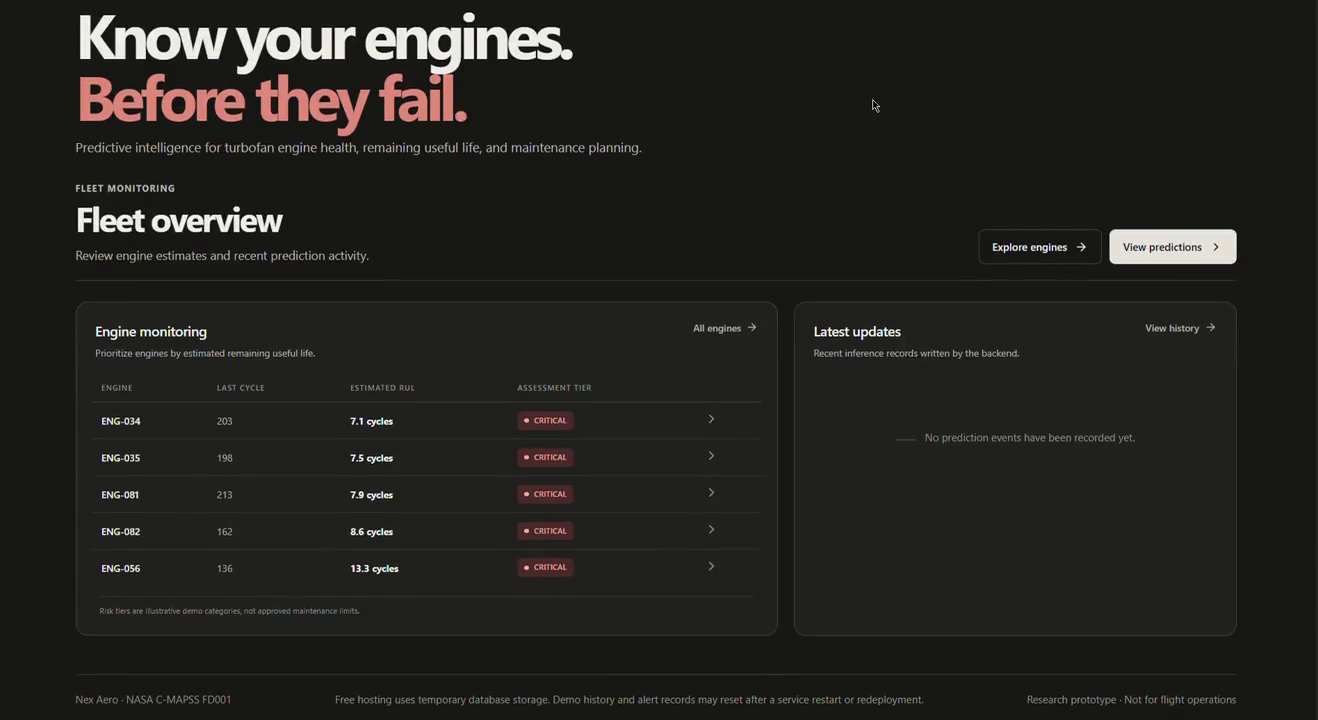 Know your engines.
Before they fail.
Predictive intelligence for turbofan engine health, remaining useful life, and maintenance planning.
FLEET MONITORING
Fleet overview
Review engine estimates and recent prediction activity.
Explore engines
View predictions
Engine monitoring
All engines
Prioritize engines by estimated remaining useful life.
ENGINE LAST CYCLE ESTIMATED RUL ASSESSMENT TIER
ENG-034 203 7.1 cycles CRITICAL
ENG-035 198 7.5 cycles CRITICAL
ENG-081 213 7.9 cycles CRITICAL
ENG-082 162 8.6 cycles CRITICAL
ENG-056 136 13.3 cycles CRITICAL
Risk tiers are illustrative demo categories, not approved maintenance limits.
Latest updates
View history
Recent inference records written by the backend.
No prediction events have been recorded yet.
Nex Aero · NASA C-MAPSS FD001
Free hosting uses temporary database storage. Demo history and alert records may reset after a service restart or redeployment.
Research prototype · Not for flight operations